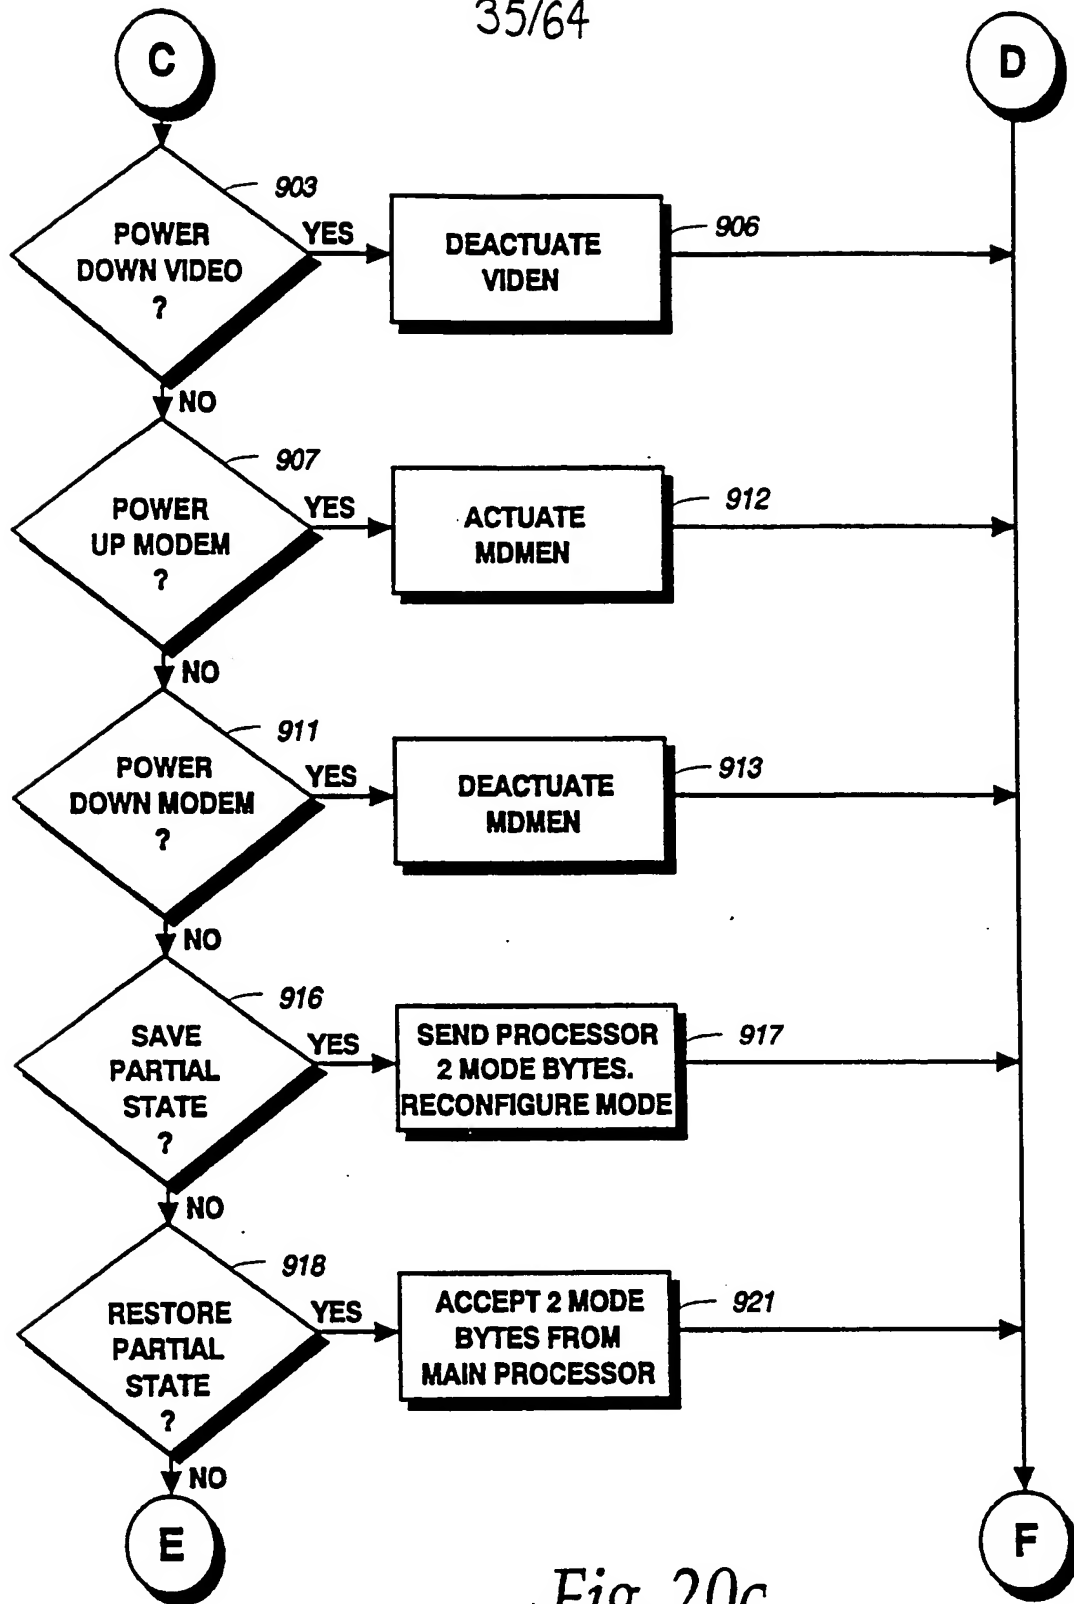 35/64
C
D
903
POWER
DOWN VIDEO
?
YES
DEACTUATE
VIDEN
906
NO
907
POWER
UP MODEM
?
YES
ACTUATE
MDMEN
912
NO
911
POWER
DOWN MODEM
?
YES
DEACTUATE
MDMEN
913
NO
916
SAVE
PARTIAL
STATE
?
YES
SEND PROCESSOR
2 MODE BYTES.
RECONFIGURE MODE
917
NO
918
RESTORE
PARTIAL
STATE
?
YES
ACCEPT 2 MODE
BYTES FROM
MAIN PROCESSOR
921
NO
E
F
Fig. 20c